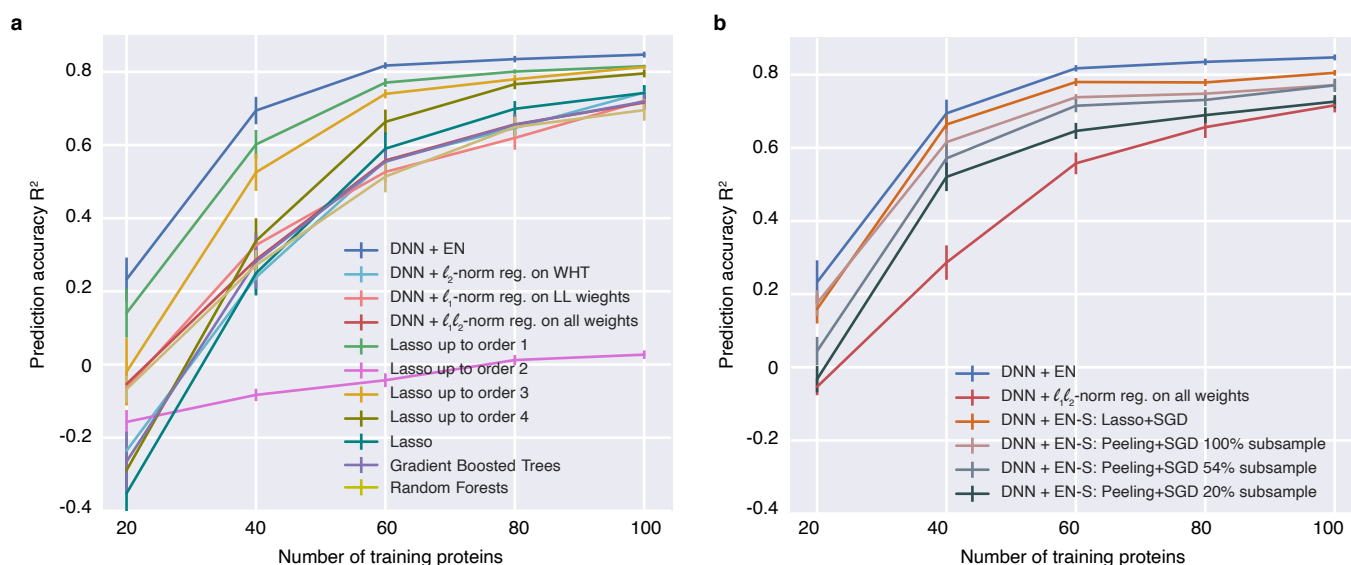 a
Prediction accuracy R²
0.8
0.6
0.4
0.2
0
-0.2
-0.4
20
40
60
80
100
Number of training proteins
DNN + EN
DNN + ℓ₂-norm reg. on WHT
DNN + ℓ₁-norm reg. on LL wieghts
DNN + ℓ₁ℓ₂-norm reg. on all weights
Lasso up to order 1
Lasso up to order 2
Lasso up to order 3
Lasso up to order 4
Lasso
Gradient Boosted Trees
Random Forests
b
Prediction accuracy R²
0.8
0.6
0.4
0.2
0
-0.2
-0.4
20
40
60
80
100
Number of training proteins
DNN + EN
DNN + ℓ₁ℓ₂-norm reg. on all weights
DNN + EN-S: Lasso+SGD
DNN + EN-S: Peeling+SGD 100% subsample
DNN + EN-S: Peeling+SGD 54% subsample
DNN + EN-S: Peeling+SGD 20% subsample